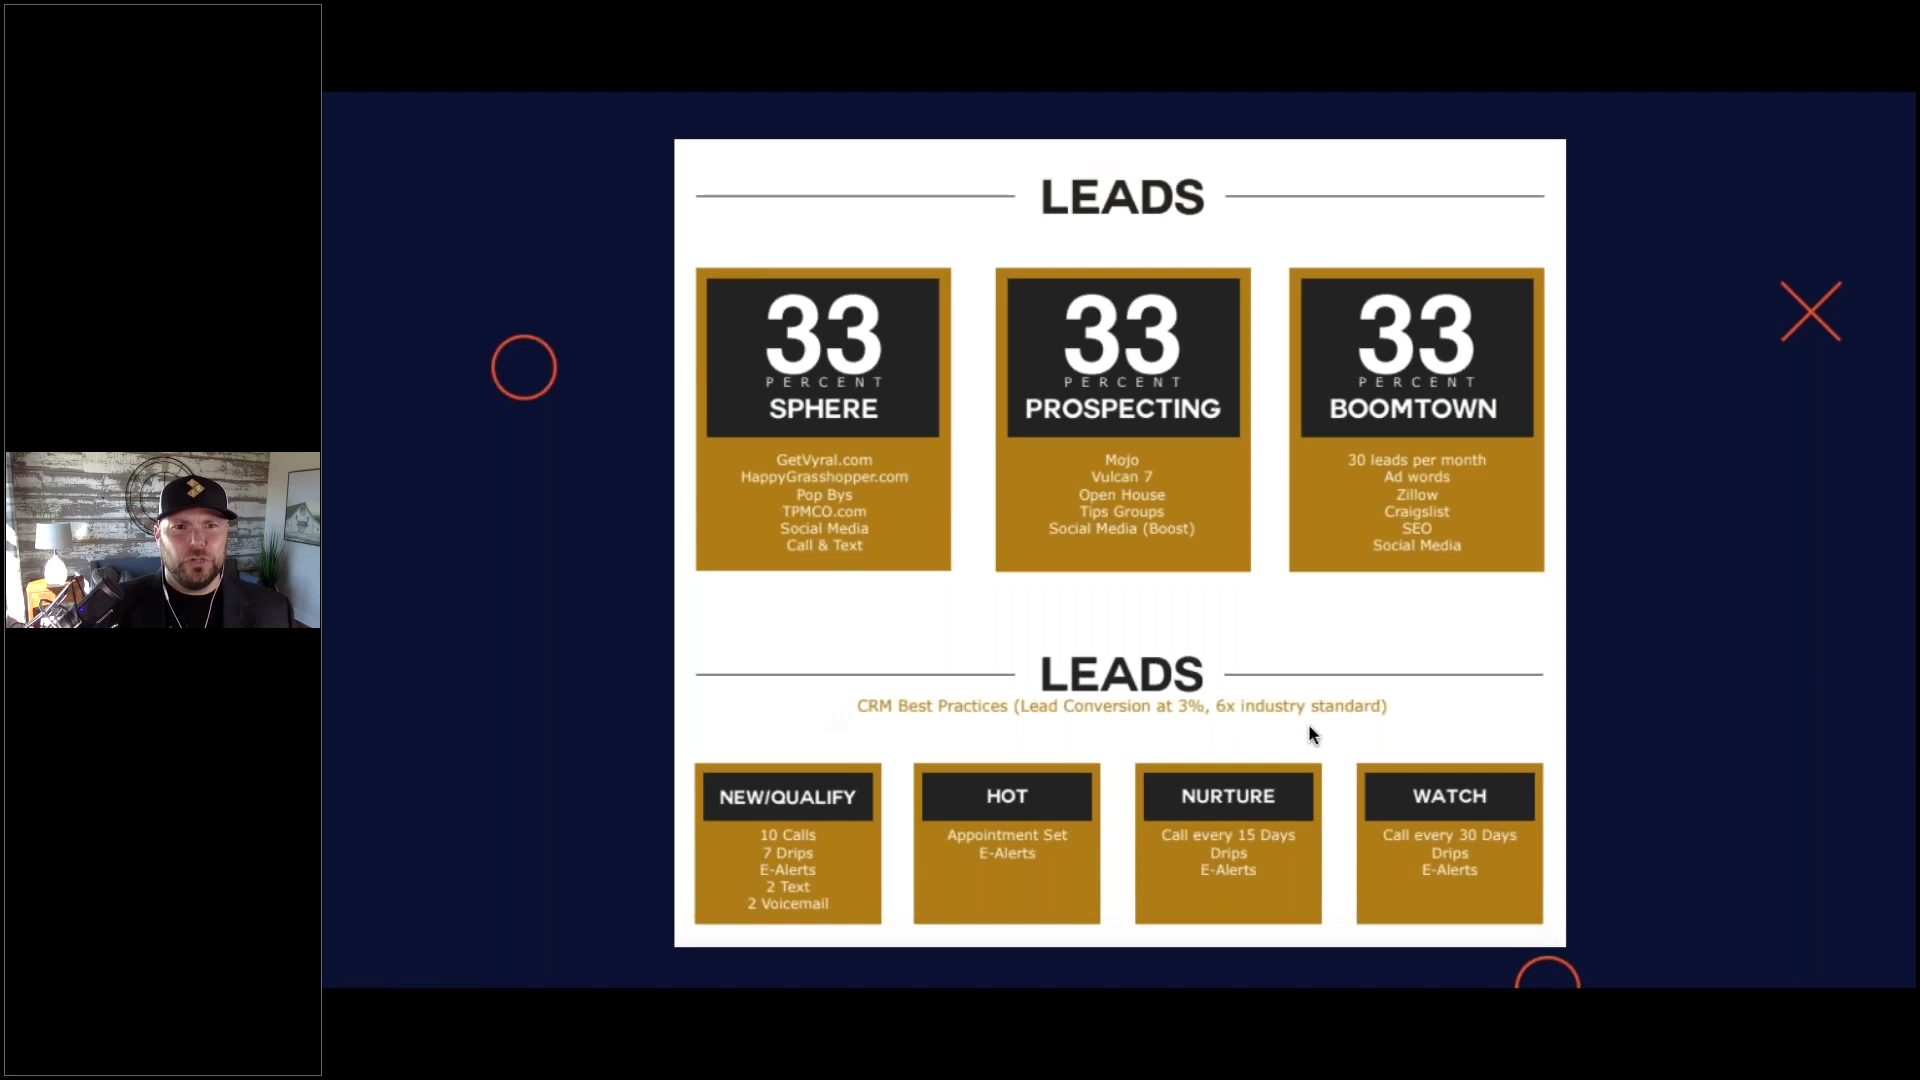 LEADS
33
PERCENT
SPHERE
GetVyral.com
HappyGrasshopper.com
Pop Bys
TPMCO.com
Social Media
Call & Text
33
PERCENT
PROSPECTING
Mojo
Vulcan 7
Open House
Tips Groups
Social Media (Boost)
33
PERCENT
BOOMTOWN
30 leads per month
Ad words
Zillow
Craigslist
SEO
Social Media
LEADS
CRM Best Practices (Lead Conversion at 3%, 6x industry standard)
NEW/QUALIFY
10 Calls
7 Drips
E-Alerts
2 Text
2 Voicemail
HOT
Appointment Set
E-Alerts
NURTURE
Call every 15 Days
Drips
E-Alerts
WATCH
Call every 30 Days
Drips
E-Alerts